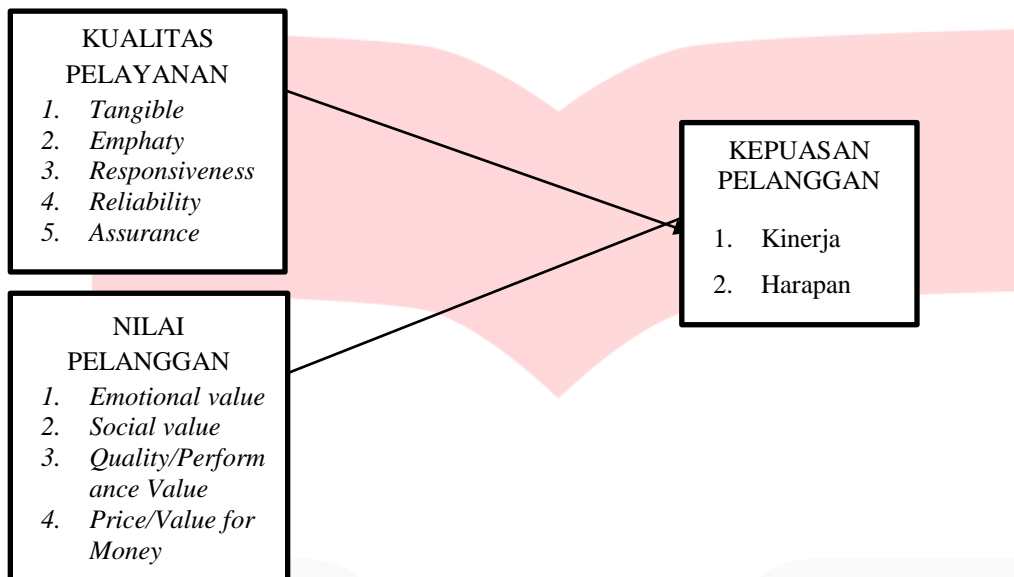 KUALITAS
PELAYANAN
1. Tangible
2. Emphaty
3. Responsiveness
4. Reliability
5. Assurance
NILAI
PELANGGAN
1. Emotional value
2. Social value
3. Quality/Perform
ance Value
4. Price/Value for
Money
KEPUASAN
PELANGGAN
1. Kinerja
2. Harapan